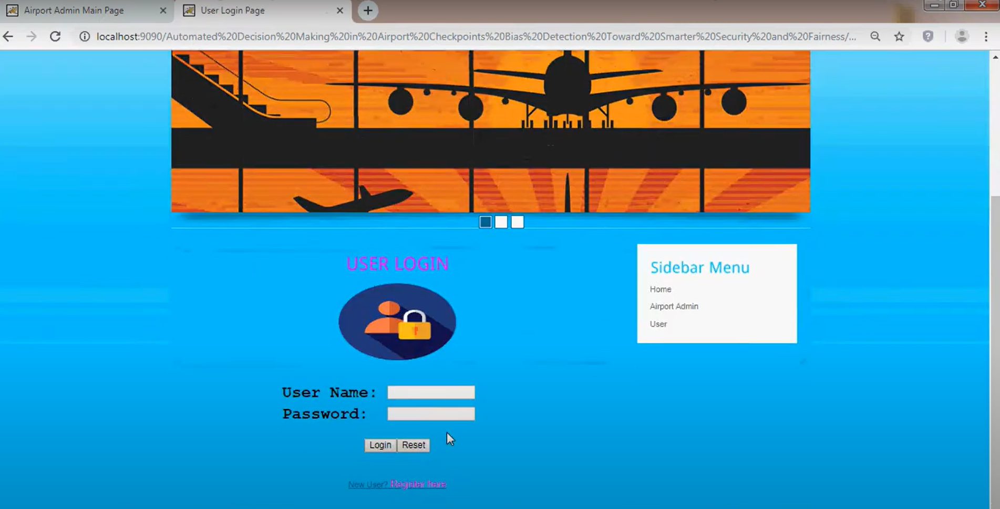 Airport Admin Main Page
User Login Page
localhost:9090/Automated%20Decision%20Making%20in%20Airport%20Checkpoints%20Bias%20Detection%20Toward%20Smarter%20Security%20and%20Fairness/...
USER LOGIN
Sidebar Menu
Home
Airport Admin
User
User Name:
Password:
Login Reset
New User? Register here